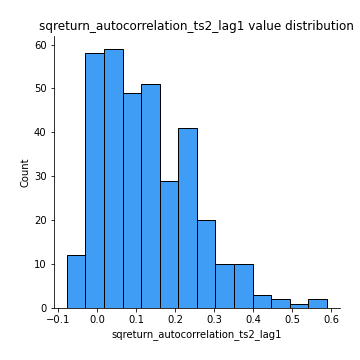 sqreturn_autocorrelation_ts2_lag1 value distribution
60
50
40
30
20
10
0
Count
−0.1 0.0 0.1 0.2 0.3 0.4 0.5 0.6
sqreturn_autocorrelation_ts2_lag1